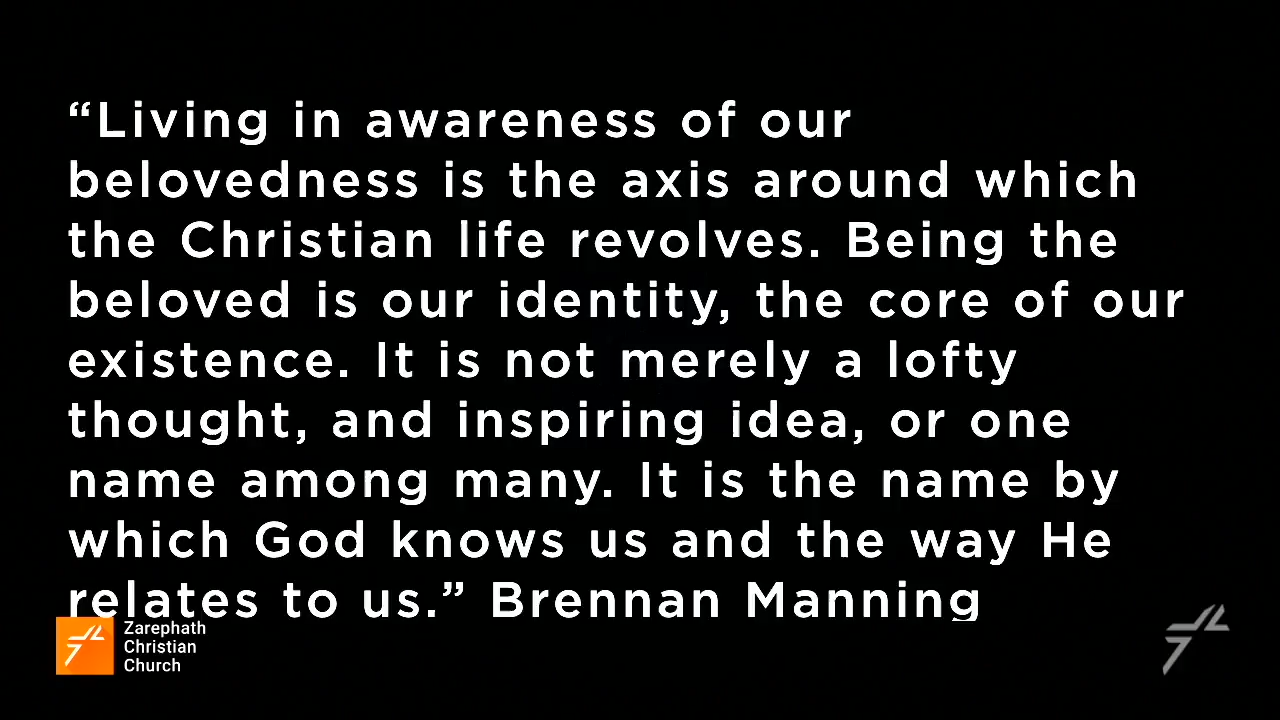 “Living in awareness of our
belovedness is the axis around which
the Christian life revolves. Being the
beloved is our identity, the core of our
existence. It is not merely a lofty
thought, and inspiring idea, or one
name among many. It is the name by
which God knows us and the way He
relates to us.” Brennan Manning
Zarephath
Christian
Church